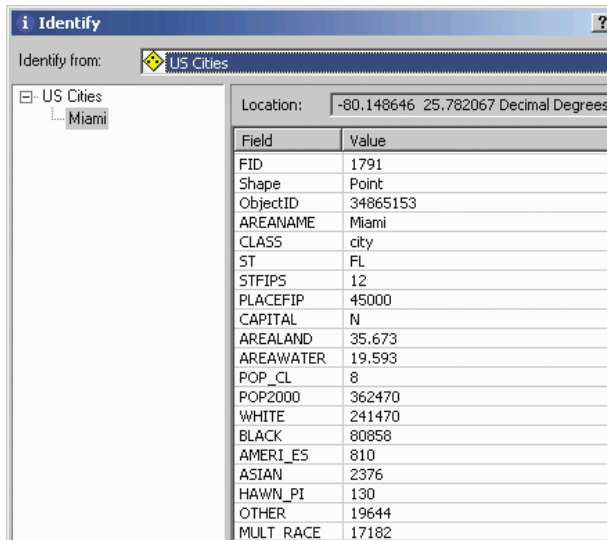 i Identify ?
Identify from: US Cities
US Cities
Miami
Location: -80.148646 25.782067 Decimal Degrees
Field Value
FID 1791
Shape Point
ObjectID 34865153
AREANAME Miami
CLASS city
ST FL
STFIPS 12
PLACEFIP 45000
CAPITAL N
AREALAND 35.673
AREAWATER 19.593
POP_CL 8
POP2000 362470
WHITE 241470
BLACK 80858
AMERI_ES 810
ASIAN 2376
HAWN_PI 130
OTHER 19644
MULT_RACE 17182